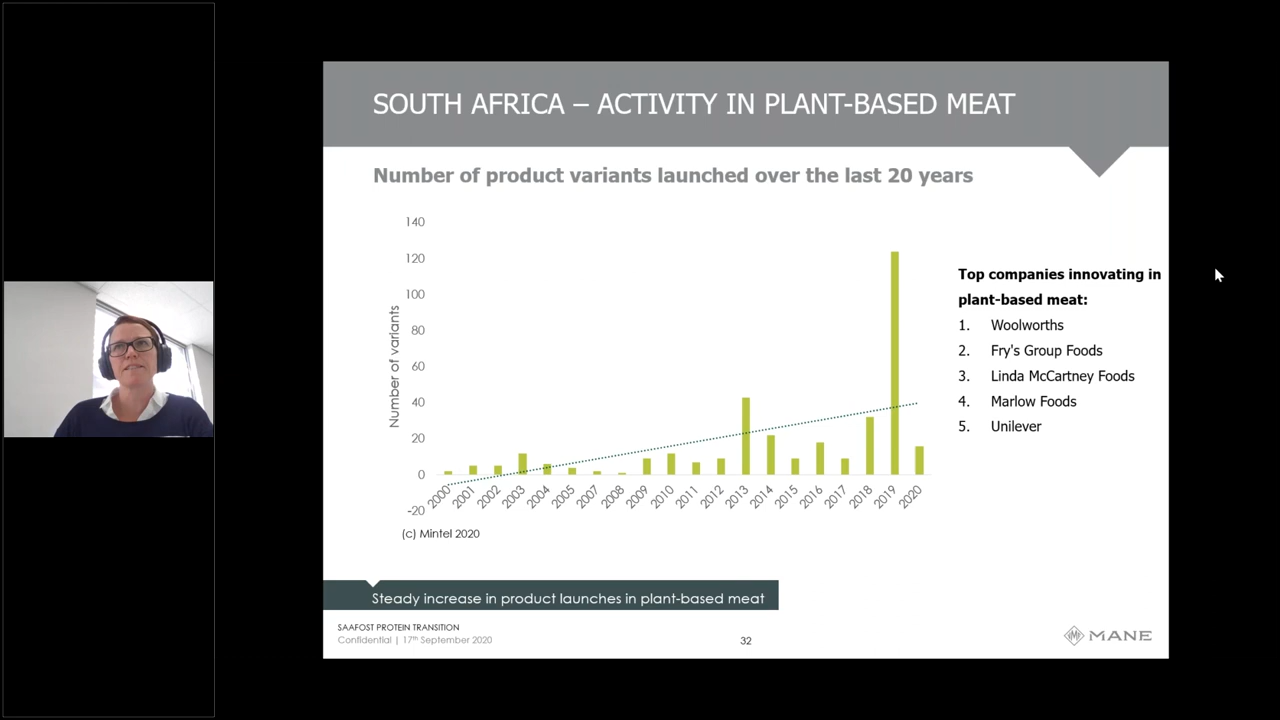 SOUTH AFRICA – ACTIVITY IN PLANT-BASED MEAT
Number of product variants launched over the last 20 years
140
120
100
80
60
40
20
0
-20
Number of variants
2000
2001
2002
2003
2004
2005
2007
2008
2009
2010
2011
2012
2013
2014
2015
2016
2017
2018
2019
2020
(c) Mintel 2020
Top companies innovating in
plant-based meat:
1. Woolworths
2. Fry's Group Foods
3. Linda McCartney Foods
4. Marlow Foods
5. Unilever
Steady increase in product launches in plant-based meat
SAAFOST PROTEIN TRANSITION
Confidential | 17th September 2020
32
MANE